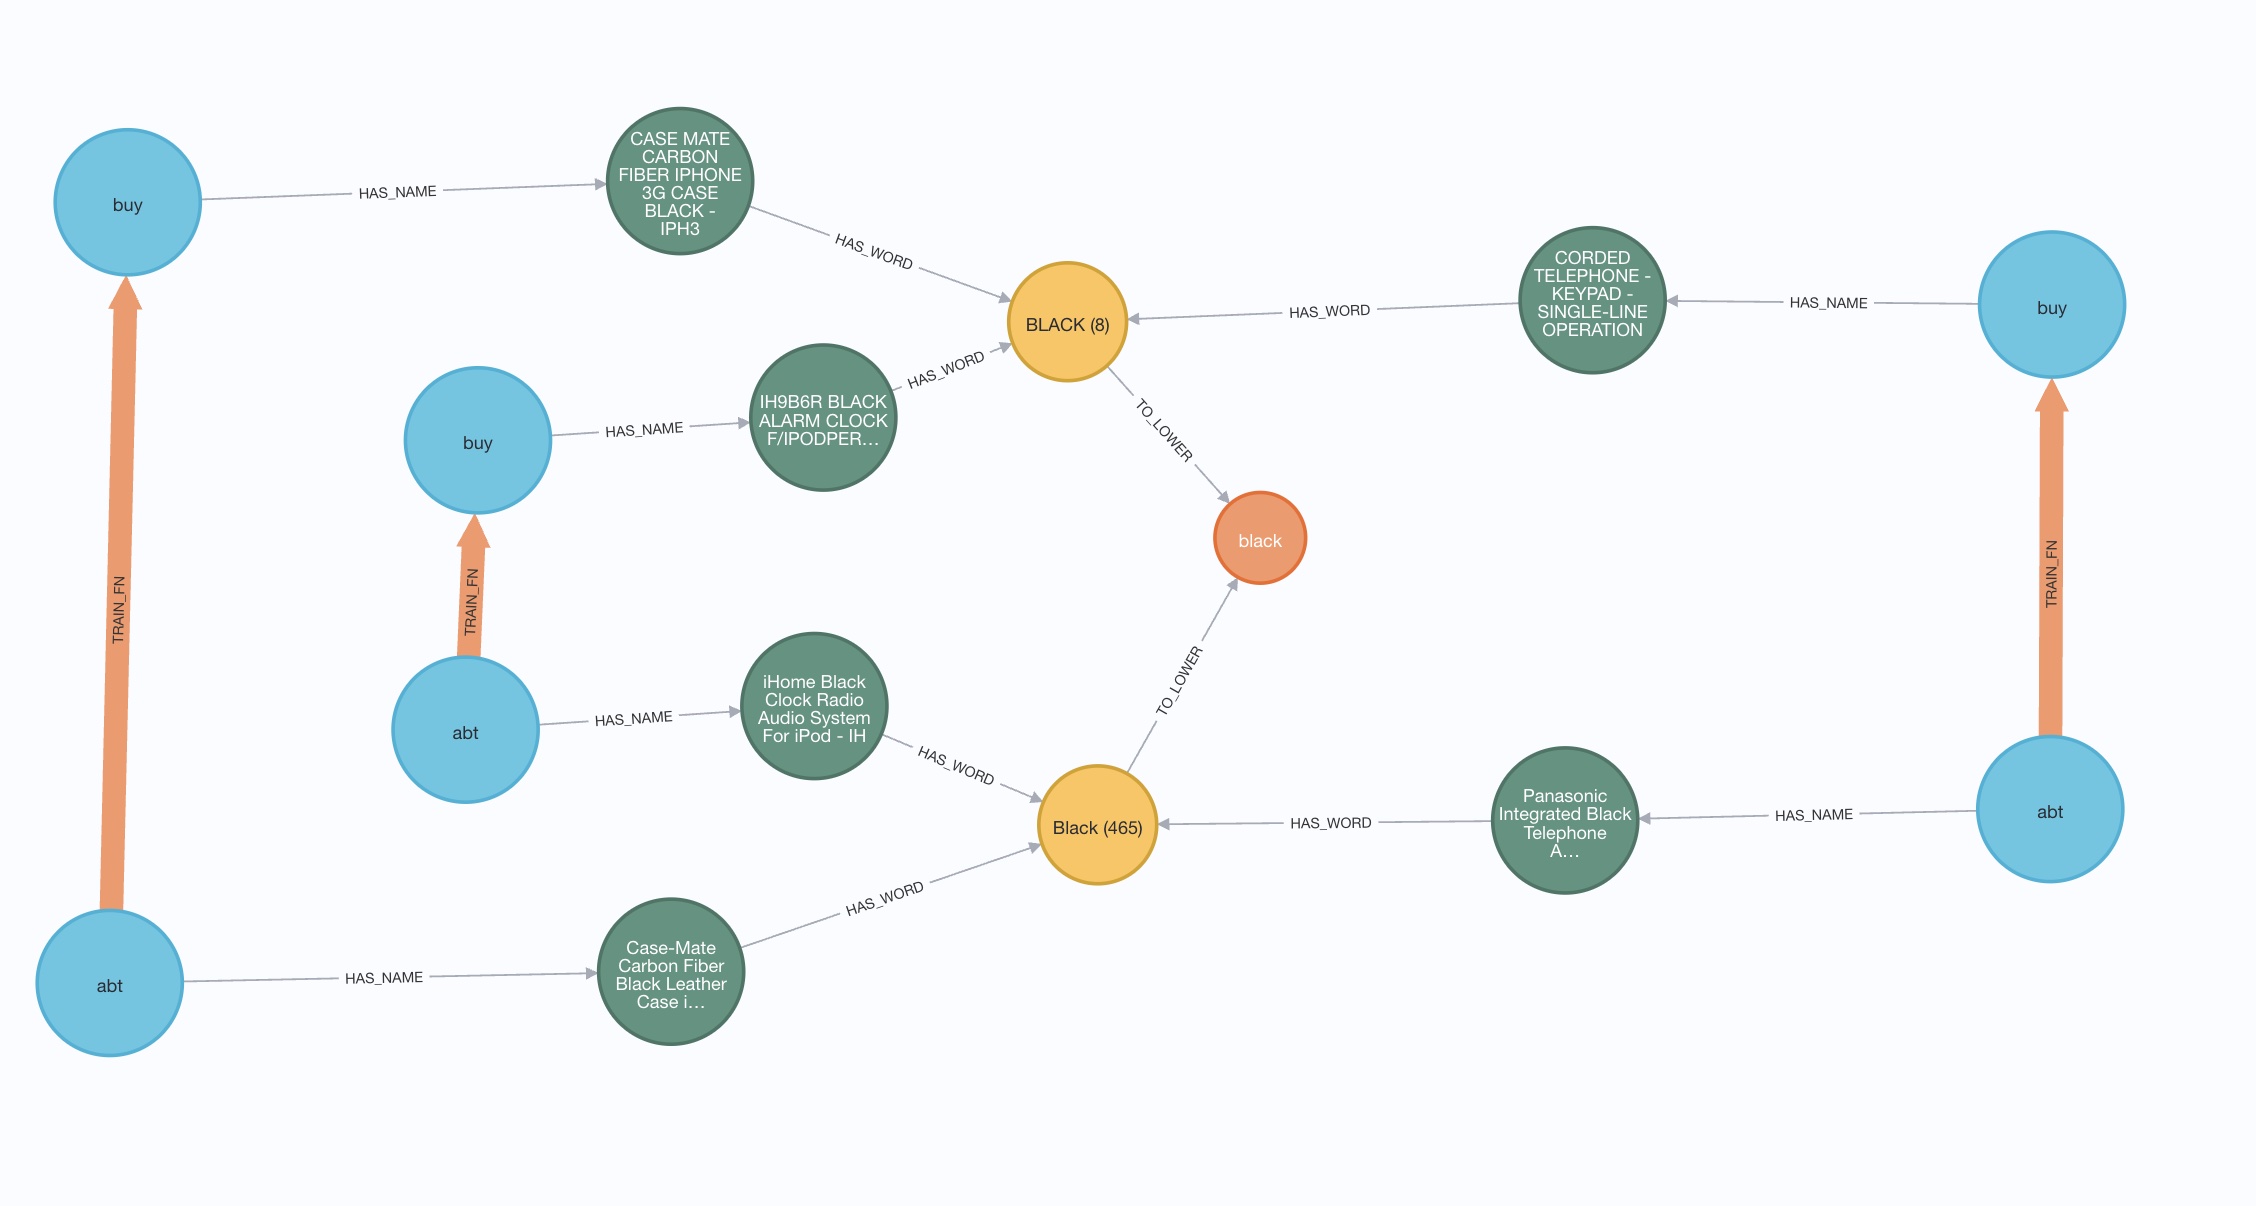 buy
HAS_NAME
CASE MATE
CARBON
FIBER IPHONE
3G CASE
BLACK -
IPH3
HAS_WORD
BLACK (8)
HAS_WORD
CORDED
TELEPHONE -
KEYPAD -
SINGLE-LINE
OPERATION
HAS_NAME
buy
buy
HAS_NAME
IH9B6R BLACK
ALARM CLOCK
F/IPODPER…
HAS_WORD
TO_LOWER
black
TRAIN_FN
TRAIN_FN
TRAIN_FN
TO_LOWER
abt
HAS_NAME
iHome Black
Clock Radio
Audio System
For iPod - IH
HAS_WORD
Black (465)
HAS_WORD
Panasonic
Integrated Black
Telephone
A…
HAS_NAME
abt
abt
HAS_NAME
Case-Mate
Carbon Fiber
Black Leather
Case i…
HAS_WORD